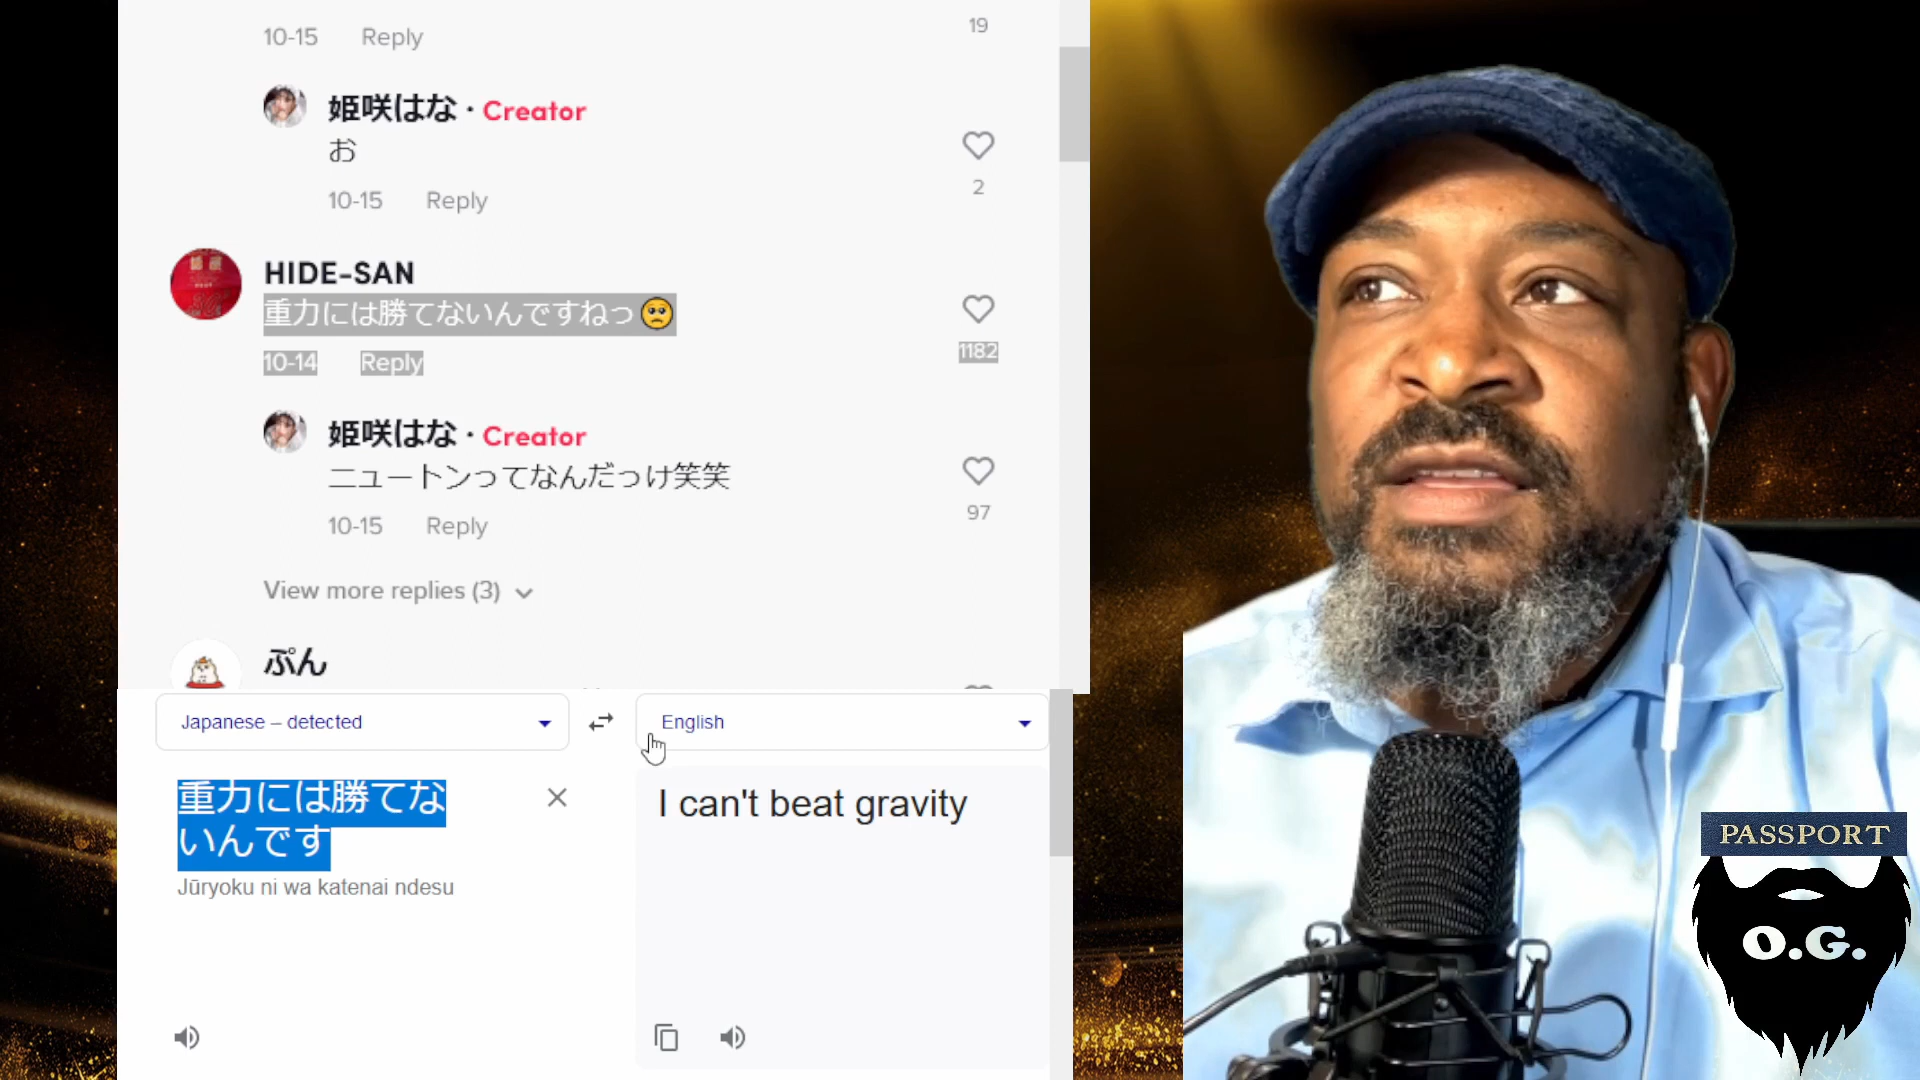 19
10-15 Reply
姫咲はな · Creator
お
2
10-15 Reply
HIDE-SAN
重力には勝てないんですねっ🥺
1182
10-14 Reply
姫咲はな · Creator
ニュートンってなんだっけ笑笑
97
10-15 Reply
View more replies (3)
ぷん
Japanese – detected
English
重力には勝てな
いんです
Jūryoku ni wa katenai ndesu
I can't beat gravity
PASSPORT
O.G.